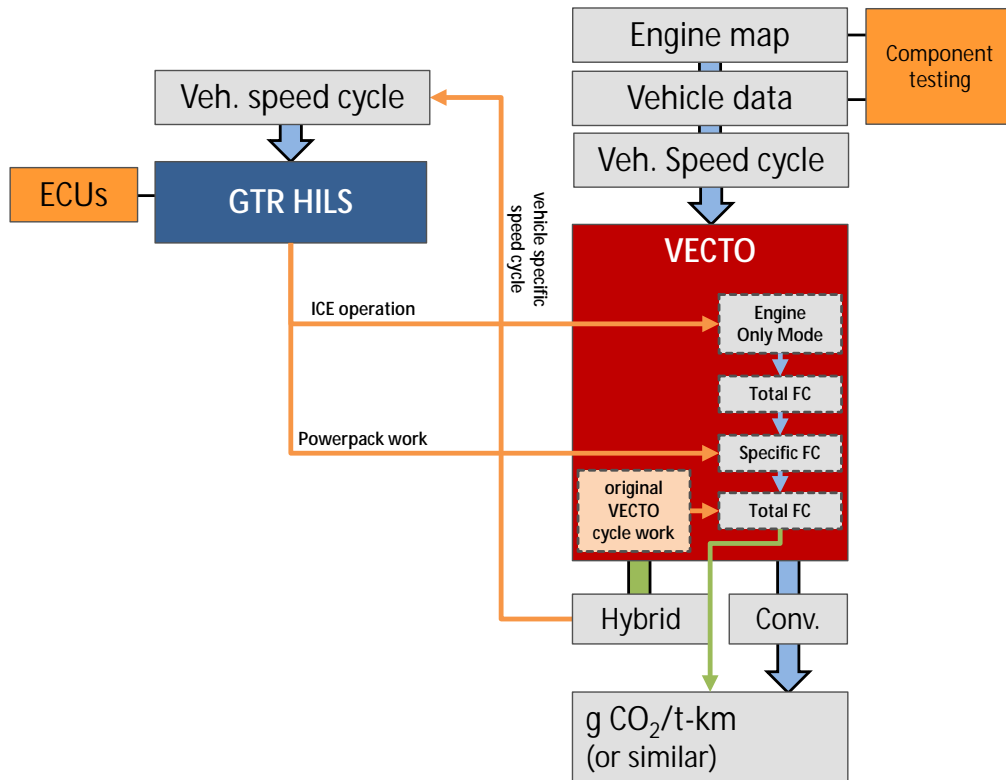 Engine map
Component
testing
Veh. speed cycle
Vehicle data
Veh. Speed cycle
ECUs
GTR HILS
vehicle specific
speed cycle
VECTO
ICE operation
Engine
Only Mode
Total FC
Powerpack work
Specific FC
original
VECTO
cycle work
Total FC
Hybrid
Conv.
g CO₂/t-km
(or similar)